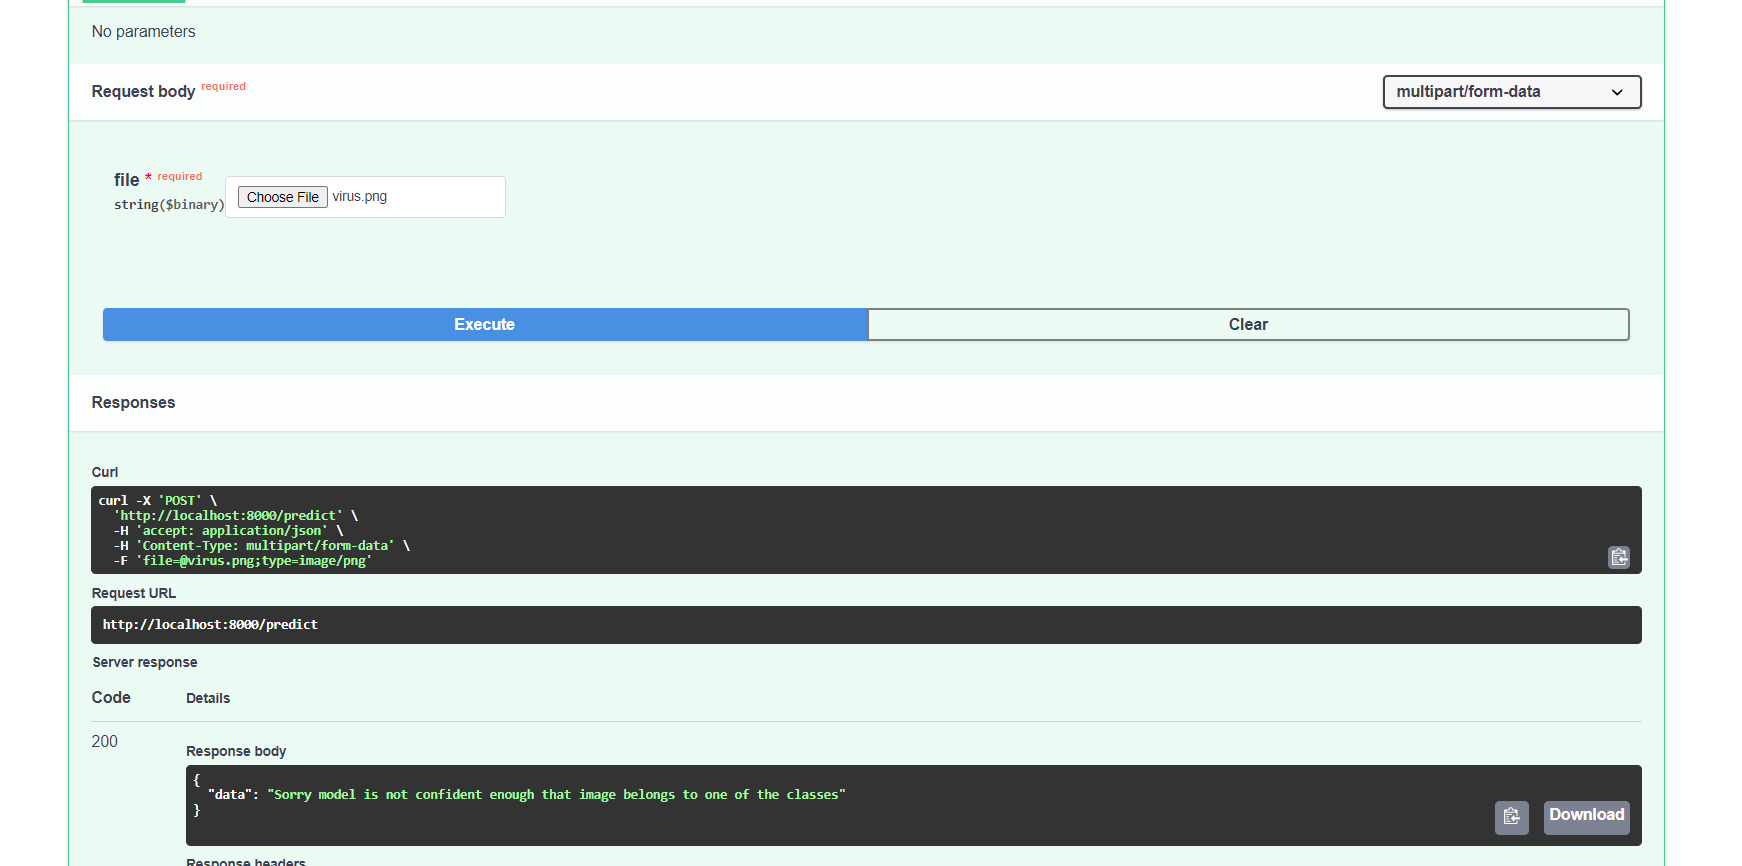 No parameters
Request body required
multipart/form-data
file * required
string($binary)
Choose File virus.png
Execute
Clear
Responses
Curl
curl -X 'POST' \
'http://localhost:8000/predict' \
-H 'accept: application/json' \
-H 'Content-Type: multipart/form-data' \
-F 'file=@virus.png;type=image/png'
Request URL
http://localhost:8000/predict
Server response
Code Details
200
Response body
{
"data": "Sorry model is not confident enough that image belongs to one of the classes"
}
Download
Response headers